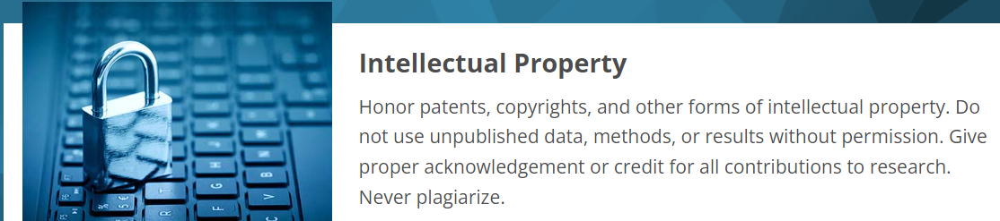 Intellectual Property
Honor patents, copyrights, and other forms of intellectual property. Do
not use unpublished data, methods, or results without permission. Give
proper acknowledgement or credit for all contributions to research.
Never plagiarize.